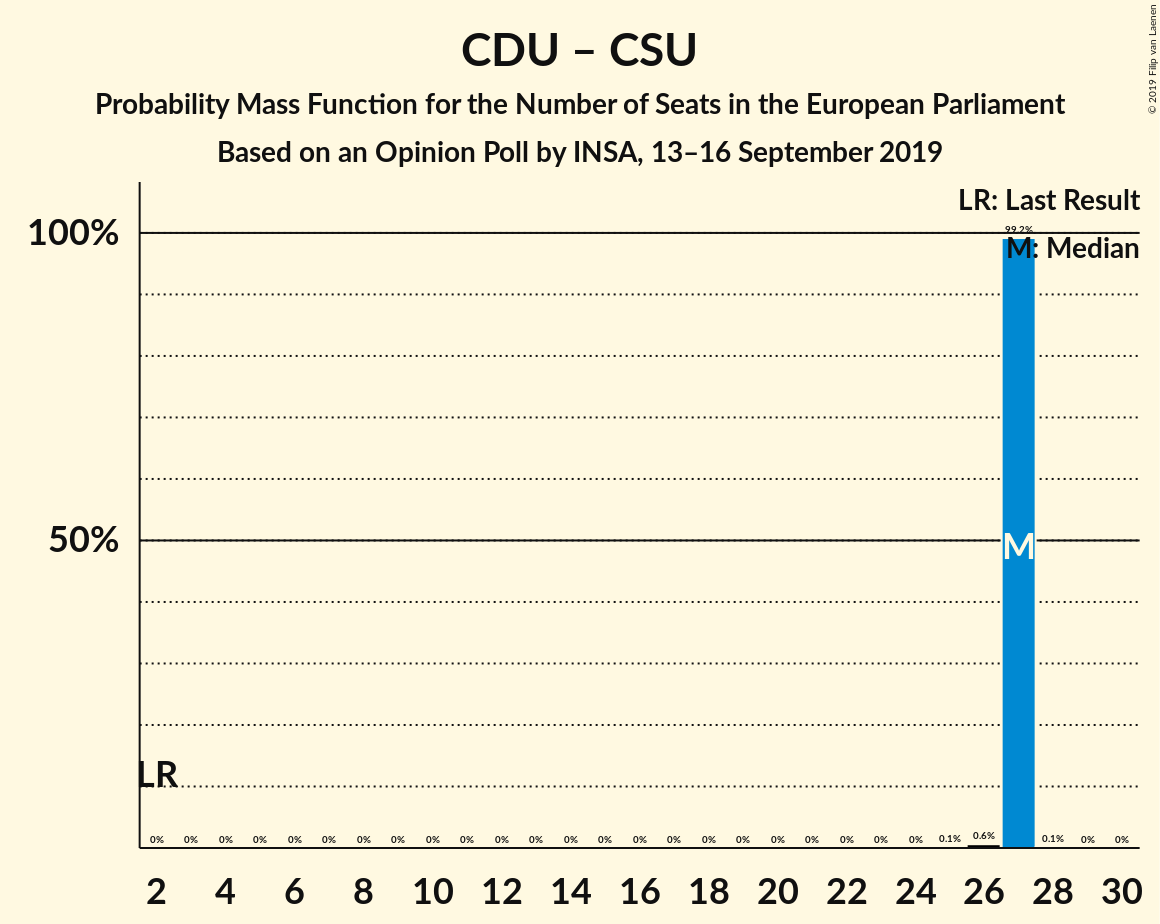 CDU – CSU
Probability Mass Function for the Number of Seats in the European Parliament
Based on an Opinion Poll by INSA, 13–16 September 2019
© 2019 Filip van Laenen
LR: Last Result
M: Median
100%
50%
99.2%
M
LR
0% 0% 0% 0% 0% 0% 0% 0% 0% 0% 0% 0% 0% 0% 0% 0% 0% 0% 0% 0% 0% 0% 0% 0.1% 0.6% 0.1% 0% 0%
2 4 6 8 10 12 14 16 18 20 22 24 26 28 30